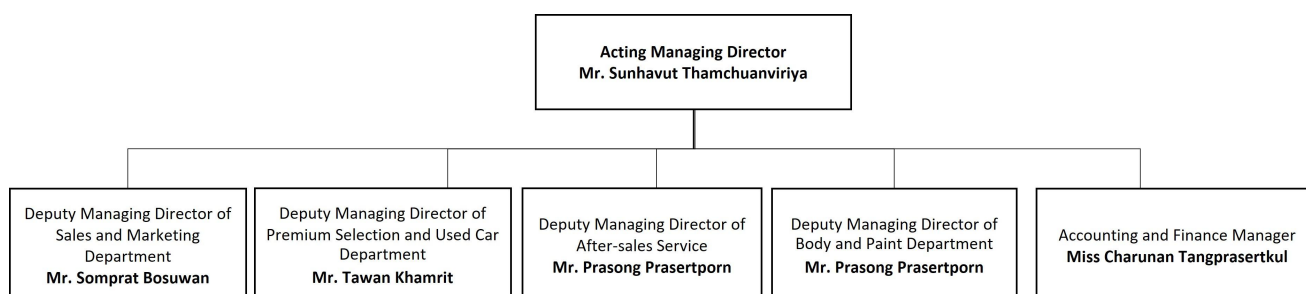 Acting Managing Director
Mr. Sunhavut Thamchuanviriya
Deputy Managing Director of
Sales and Marketing
Department
Mr. Somprat Bosuwan
Deputy Managing Director of
Premium Selection and Used Car
Department
Mr. Tawan Khamrit
Deputy Managing Director of
After-sales Service
Mr. Prasong Prasertporn
Deputy Managing Director of
Body and Paint Department
Mr. Prasong Prasertporn
Accounting and Finance Manager
Miss Charunan Tangprasertkul